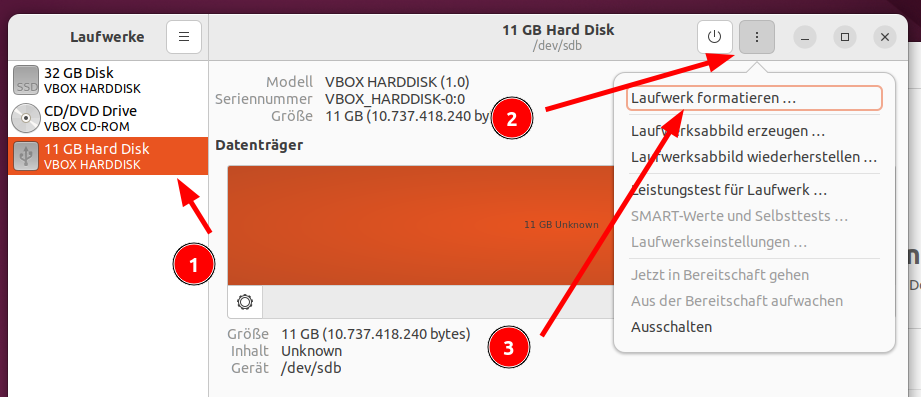 Laufwerke
11 GB Hard Disk
/dev/sdb
32 GB Disk
VBOX HARDDISK
SSD
CD/DVD Drive
VBOX CD-ROM
11 GB Hard Disk
VBOX HARDDISK
Modell VBOX HARDDISK (1.0)
Seriennummer VBOX_HARDDISK-0:0
Größe 11 GB (10.737.418.240 by
Datenträger
11 GB Unknown
Größe 11 GB (10.737.418.240 bytes)
Inhalt Unknown
Gerät /dev/sdb
Laufwerk formatieren …
Laufwerksabbild erzeugen …
Laufwerksabbild wiederherstellen …
Leistungstest für Laufwerk …
SMART-Werte und Selbsttests …
Laufwerkseinstellungen …
Jetzt in Bereitschaft gehen
Aus der Bereitschaft aufwachen
Ausschalten
1
2
3